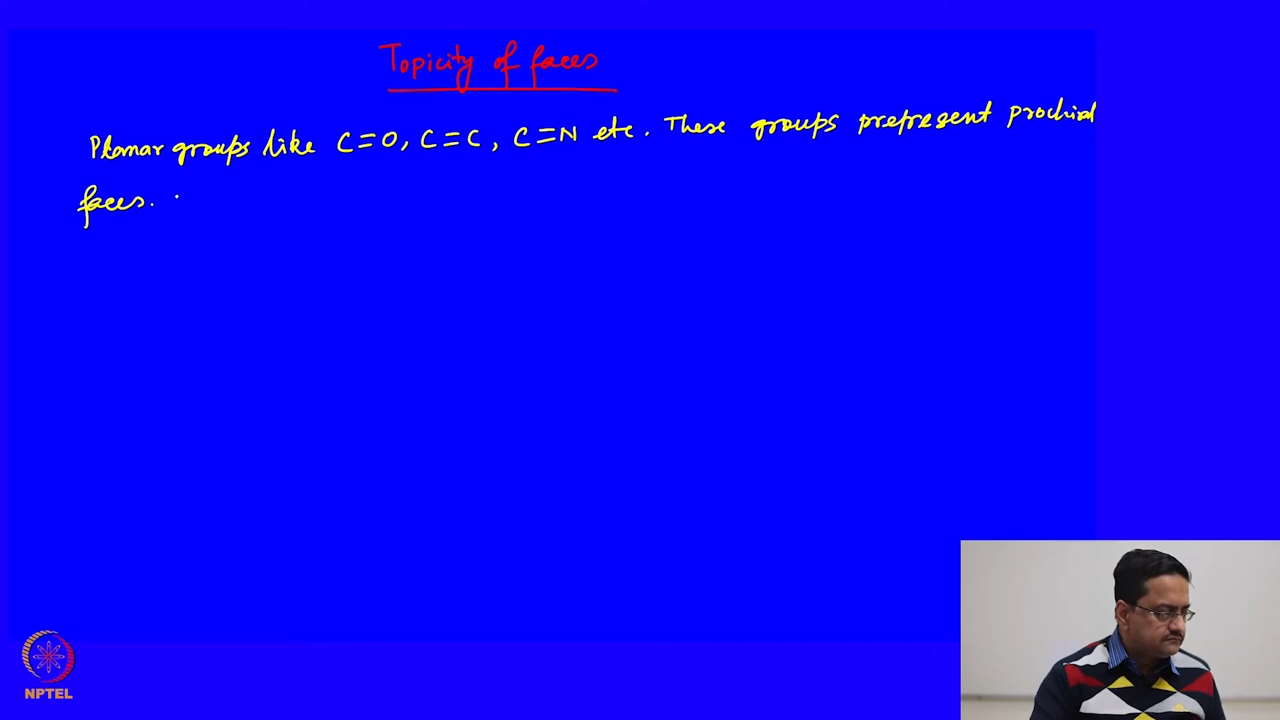 Topicity of faces
Planar groups like C=O, C=C, C=N etc. These groups prepresent prochiral
faces.
NPTEL